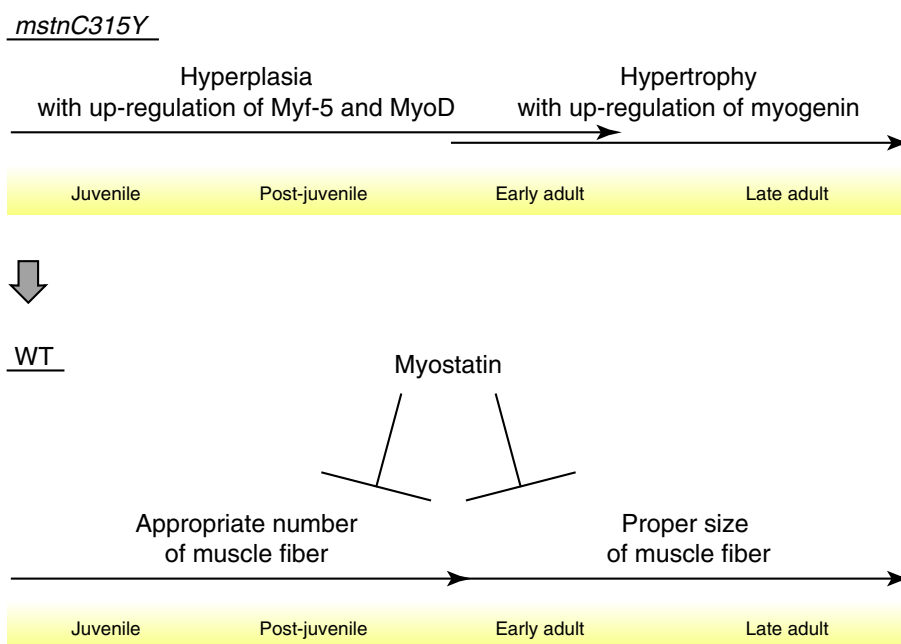 mstnC315Y
Hyperplasia
with up-regulation of Myf-5 and MyoD
Hypertrophy
with up-regulation of myogenin
Juvenile
Post-juvenile
Early adult
Late adult
WT
Myostatin
Appropriate number
of muscle fiber
Proper size
of muscle fiber
Juvenile
Post-juvenile
Early adult
Late adult